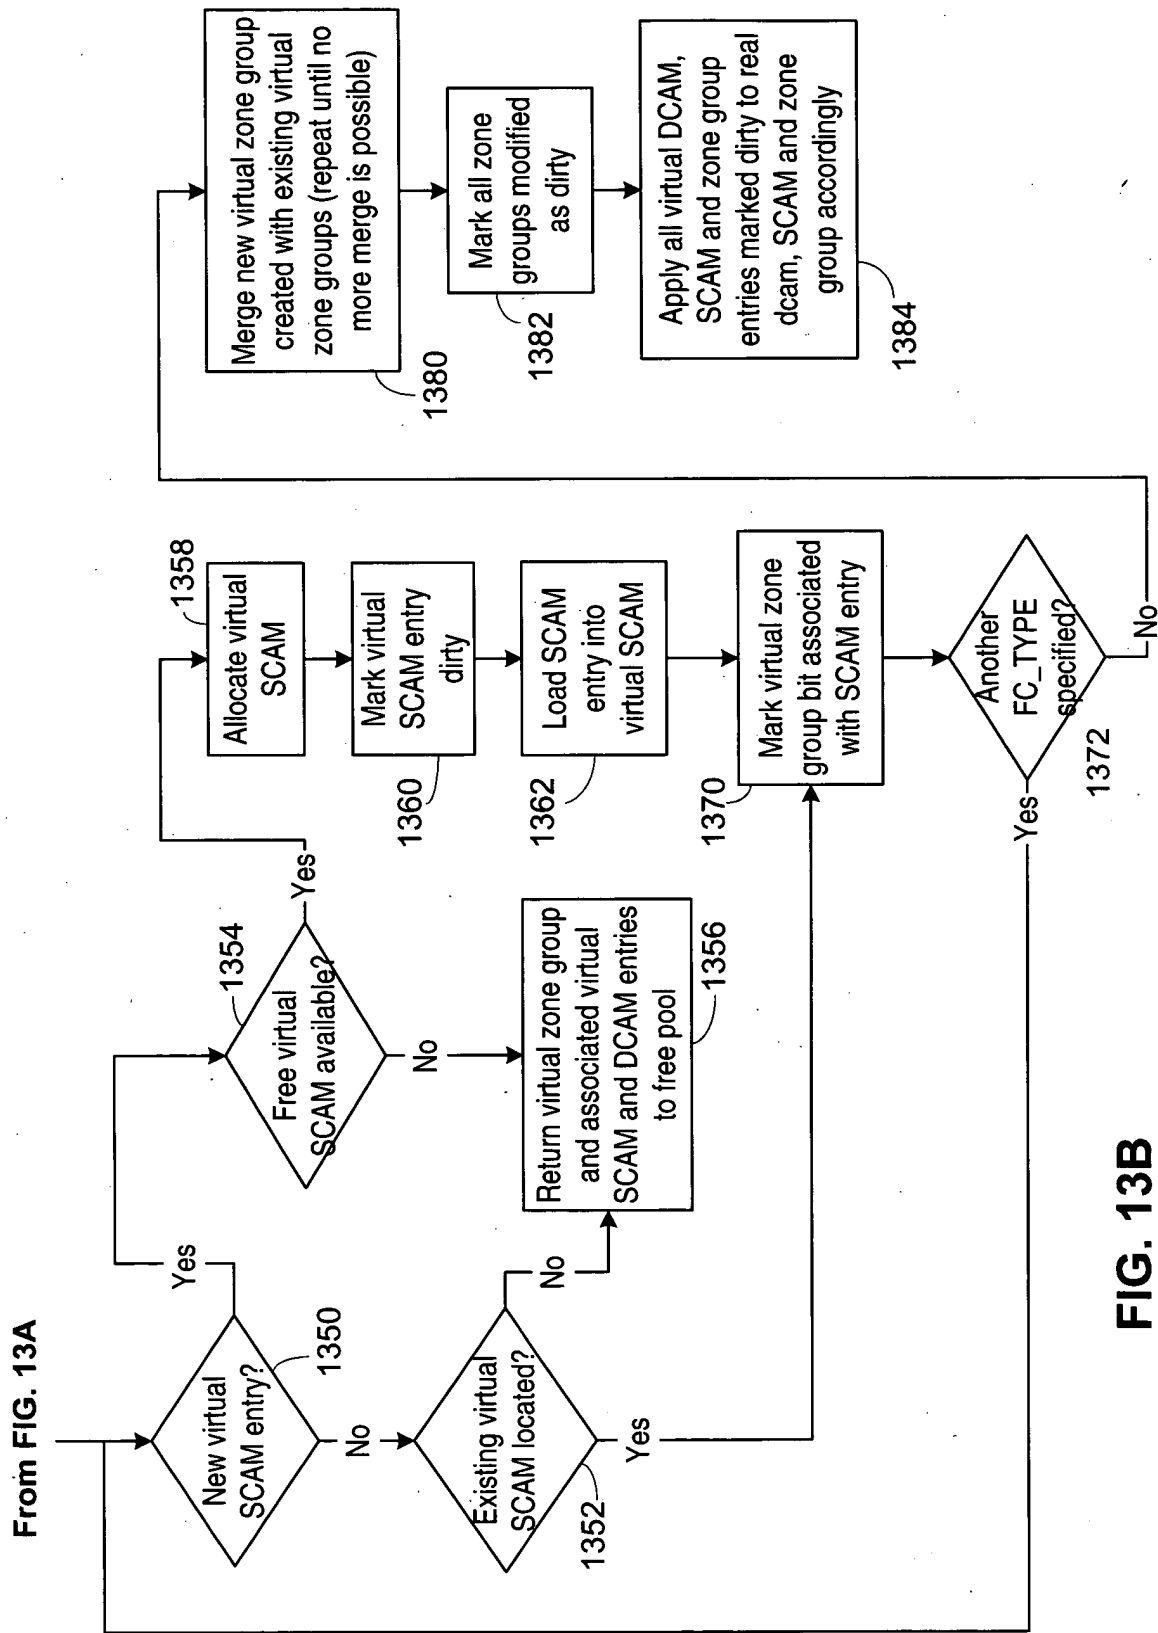 From FIG. 13A
New virtual
SCAM entry?
1350
Yes
No
Existing virtual
SCAM located?
1352
No
Yes
Free virtual
SCAM available?
1354
Yes
No
Return virtual zone group
and associated virtual
SCAM and DCAM entries
to free pool
1356
Allocate virtual
SCAM
1358
Mark virtual
SCAM entry
dirty
1360
Load SCAM
entry into
virtual SCAM
1362
Mark virtual zone
group bit associated
with SCAM entry
1370
Another
FC_TYPE
specified?
1372
Yes
No
Merge new virtual zone group
created with existing virtual
zone groups (repeat until no
more merge is possible)
1380
Mark all zone
groups modified
as dirty
1382
Apply all virtual DCAM,
SCAM and zone group
entries marked dirty to real
dcam, SCAM and zone
group accordingly
1384
FIG. 13B